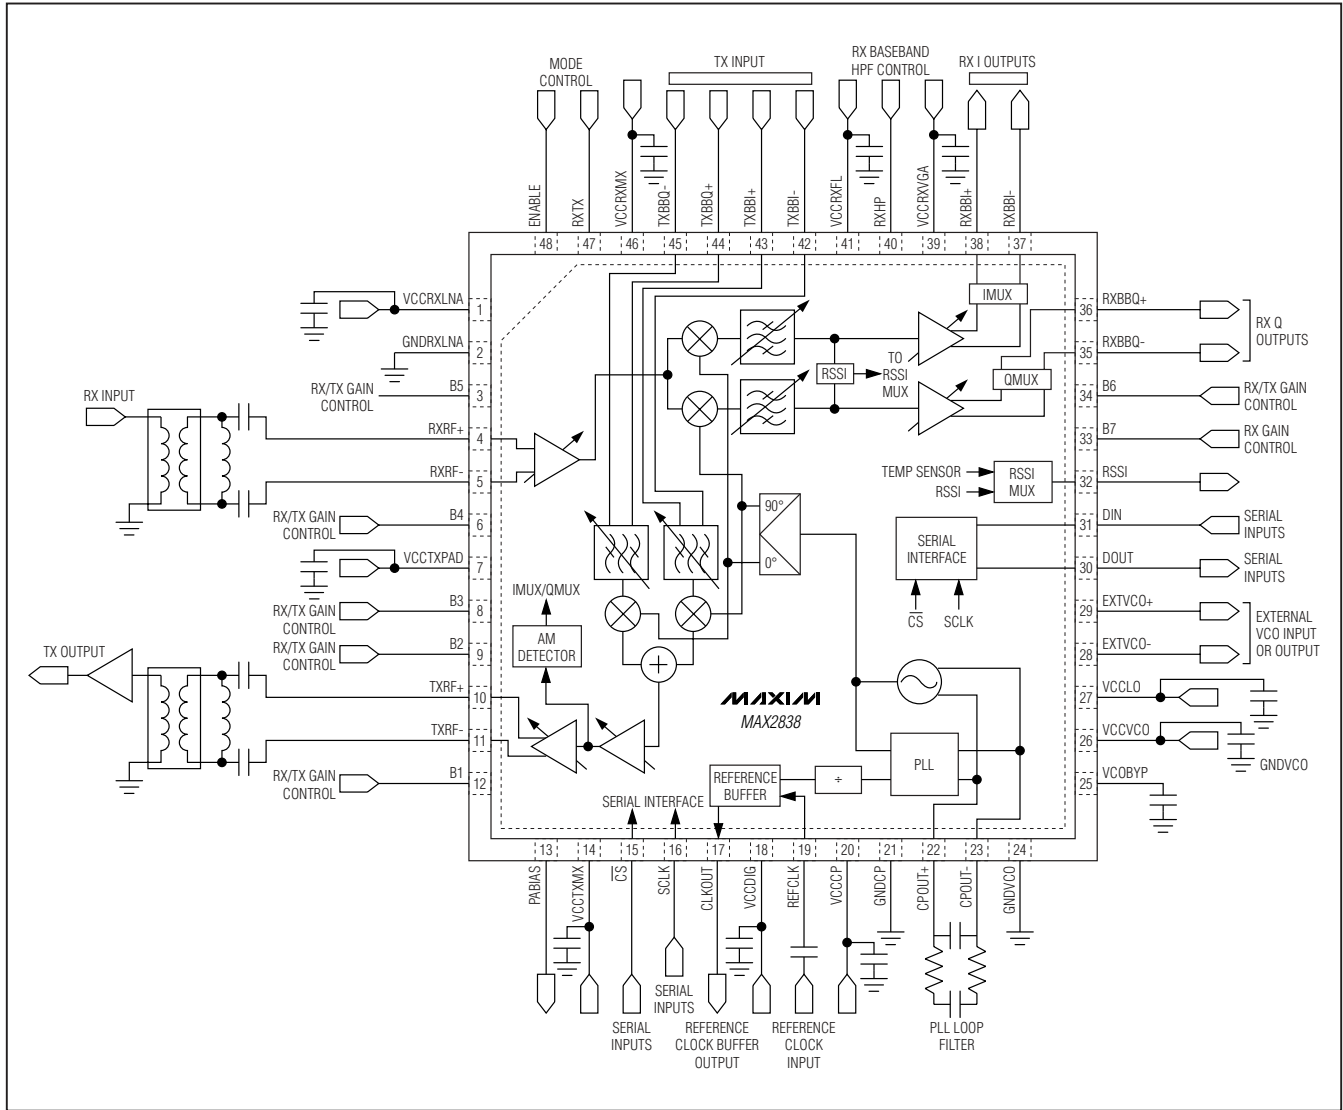 MODE
CONTROL
TX INPUT
RX BASEBAND
HPF CONTROL
RX I OUTPUTS
ENABLE
RXTX
VCCRXMX
TXBBQ-
TXBBQ+
TXBBI+
TXBBI-
VCCRXFL
RXHP
VCCRXVGA
RXBBI+
RXBBI-
48
47
46
45
44
43
42
41
40
39
38
37
VCCRXLNA
1
GNDRXLNA
2
RX/TX GAIN
CONTROL
B5
3
RX INPUT
RXRF+
4
RXRF-
5
RX/TX GAIN
CONTROL
B4
6
VCCTXPAD
7
RX/TX GAIN
CONTROL
B3
8
RX/TX GAIN
CONTROL
B2
9
TX OUTPUT
TXRF+
10
TXRF-
11
RX/TX GAIN
CONTROL
B1
12
IMUX
QMUX
RSSI
TO
RSSI
MUX
TEMP SENSOR
RSSI
RSSI
MUX
90°
0°
SERIAL
INTERFACE
CS
SCLK
IMUX/QMUX
AM
DETECTOR
+
MAXIM
MAX2838
PLL
÷
REFERENCE
BUFFER
SERIAL INTERFACE
36
RXBBQ+
35
RXBBQ-
RX Q
OUTPUTS
34
B6
RX/TX GAIN
CONTROL
33
B7
RX GAIN
CONTROL
32
RSSI
31
DIN
SERIAL
INPUTS
30
DOUT
SERIAL
INPUTS
29
EXTVCO+
28
EXTVCO-
EXTERNAL
VCO INPUT
OR OUTPUT
27
VCCLO
26
VCCVCO
GNDVCO
25
VCOBYP
13
14
15
16
17
18
19
20
21
22
23
24
PABIAS
VCCTXMX
CS
SCLK
CLKOUT
VCCDIG
REFCLK
VCCCP
GNDCP
CPOUT+
CPOUT-
GNDVCO
SERIAL
INPUTS
SERIAL
INPUTS
REFERENCE
CLOCK BUFFER
OUTPUT
REFERENCE
CLOCK
INPUT
PLL LOOP
FILTER